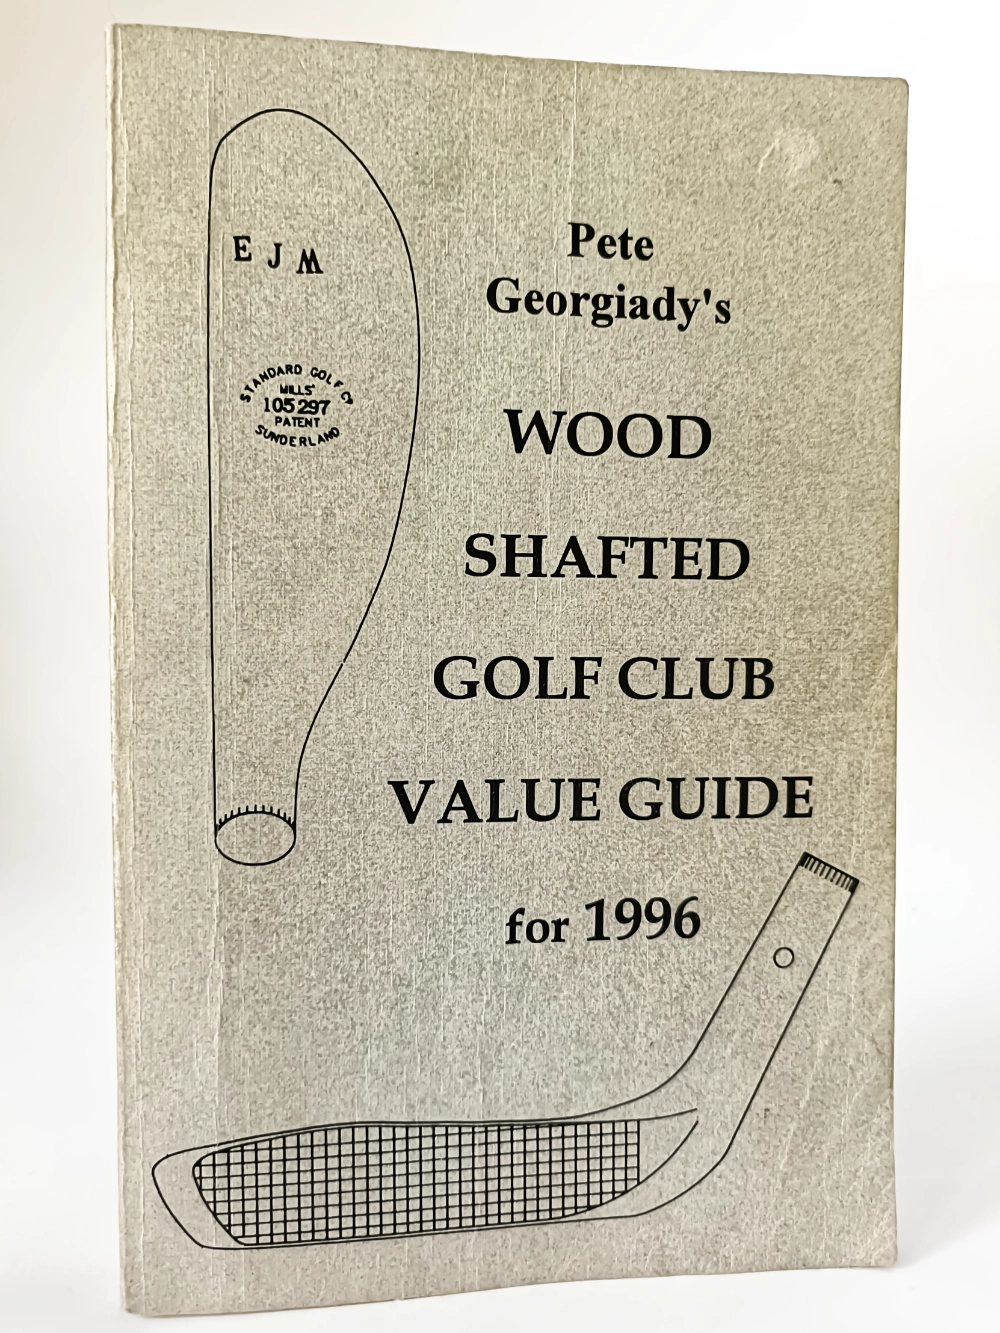 E J M
STANDARD GOLF Co
MILLS'
105297
PATENT
SUNDERLAND
Pete
Georgiady's
WOOD
SHAFTED
GOLF CLUB
VALUE GUIDE
for 1996